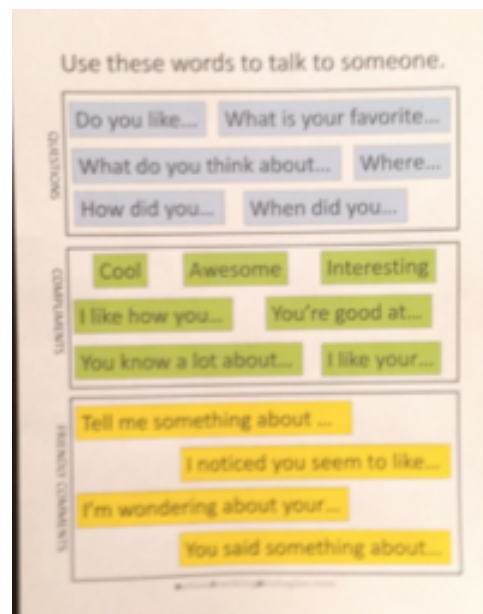 Use these words to talk to someone.
QUESTIONS
Do you like... What is your favorite...
What do you think about... Where...
How did you... When did you...
COMPLIMENTS
Cool Awesome Interesting
I like how you... You're good at...
You know a lot about... I like your...
FRIENDLY COMMENTS
Tell me something about ...
I noticed you seem to like...
I'm wondering about your...
You said something about...